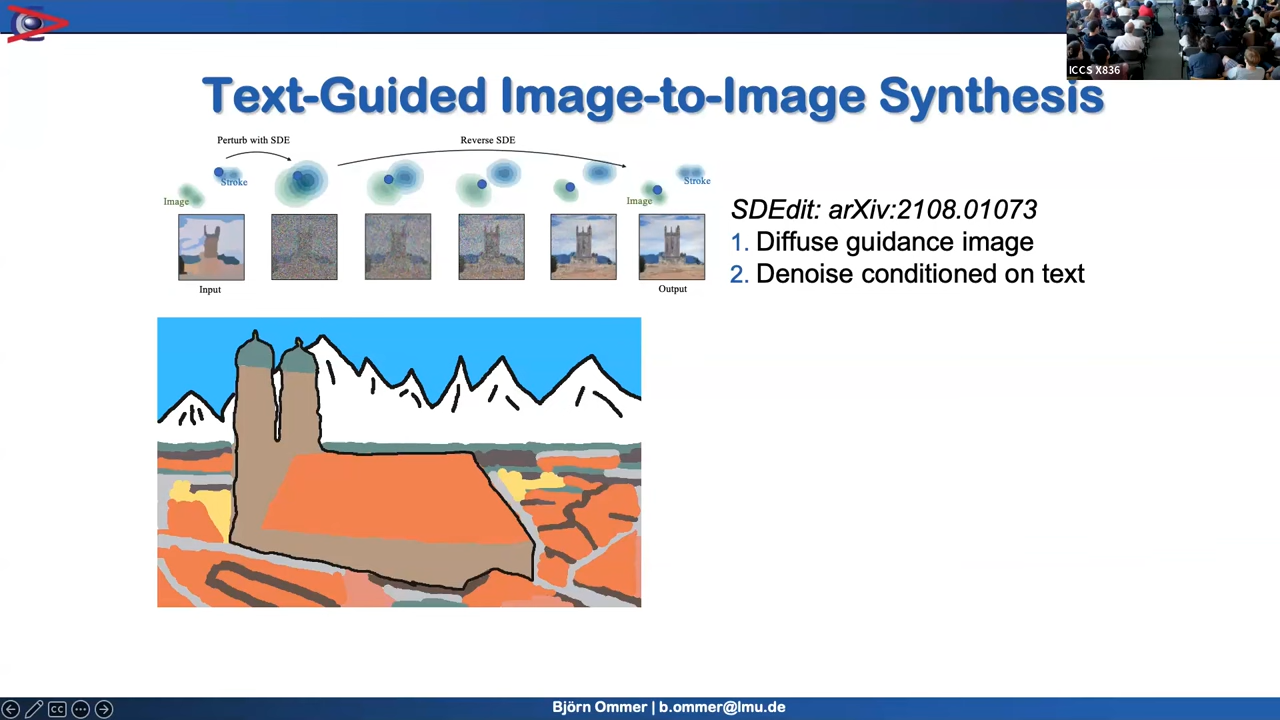 ICCS X836
Text-Guided Image-to-Image Synthesis
Perturb with SDE
Reverse SDE
Stroke
Image
Stroke
Image
Input
Output
SDEdit: arXiv:2108.01073
1. Diffuse guidance image
2. Denoise conditioned on text
CC
Björn Ommer | b.ommer@lmu.de